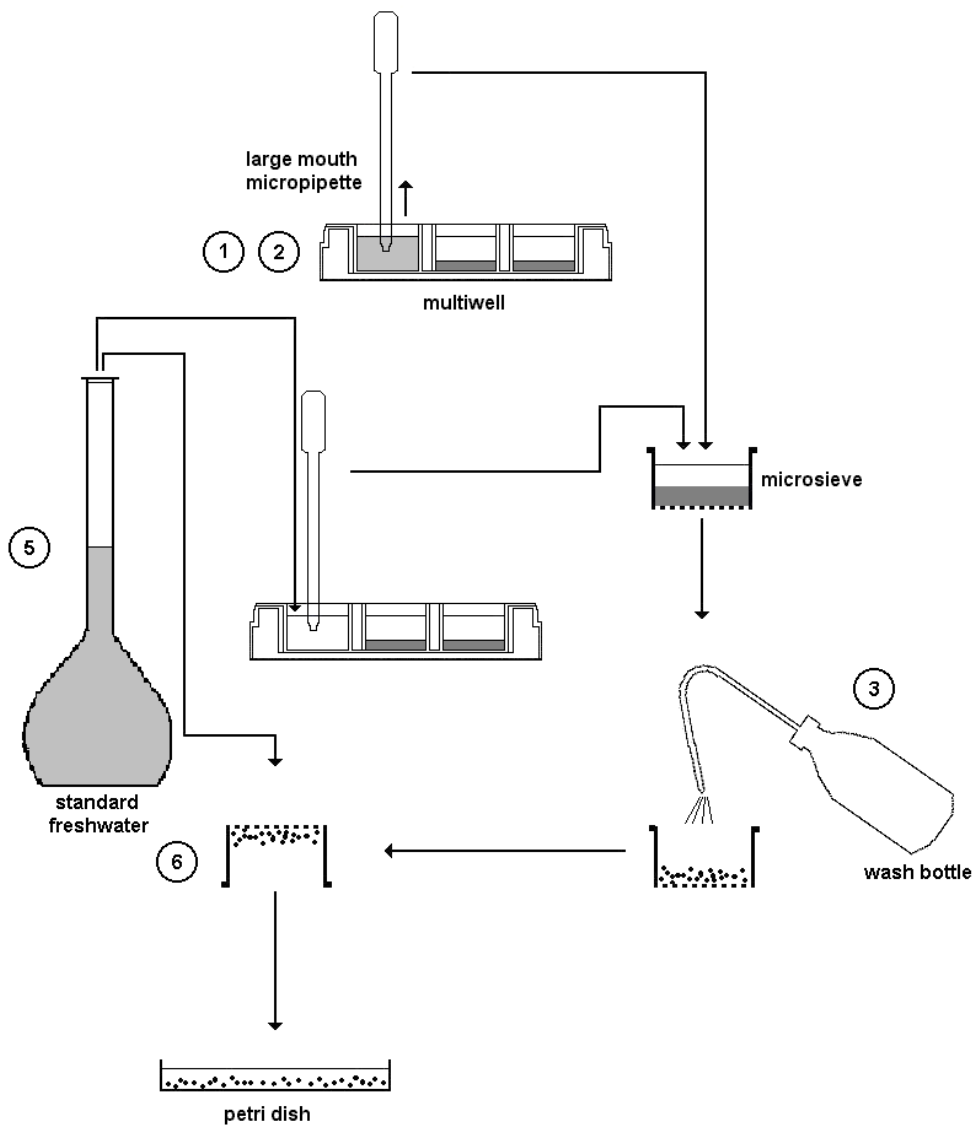 large mouth
micropipette
1 2
multiwell
microsieve
5
3
standard
freshwater
6
wash bottle
petri dish